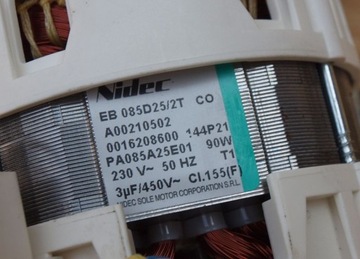 Nidec
EB 085D25/2T CO
A00210502
0016208600 144P21
PA085A25E01 90W
230 V~ 50 HZ T1
3µF/450V~ Cl.155(F)
NIDEC SOLE MOTOR CORPORATION S.R.L.